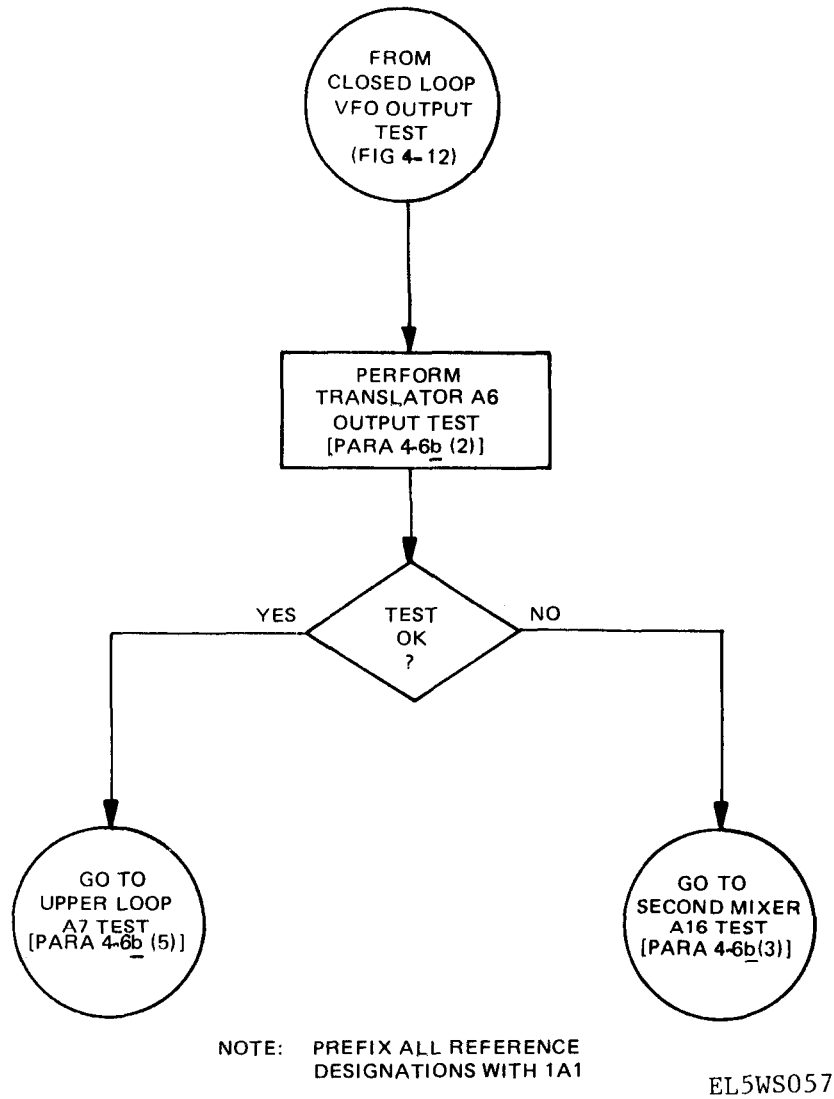 FROM
CLOSED LOOP
VFO OUTPUT
TEST
(FIG 4-12)
PERFORM
TRANSLATOR A6
OUTPUT TEST
[PARA 4-6b (2)]
YES
TEST
OK
?
NO
GO TO
UPPER LOOP
A7 TEST
[PARA 4-6b (5)]
GO TO
SECOND MIXER
A16 TEST
[PARA 4-6b(3)]
NOTE: PREFIX ALL REFERENCE
DESIGNATIONS WITH 1A1
EL5WS057